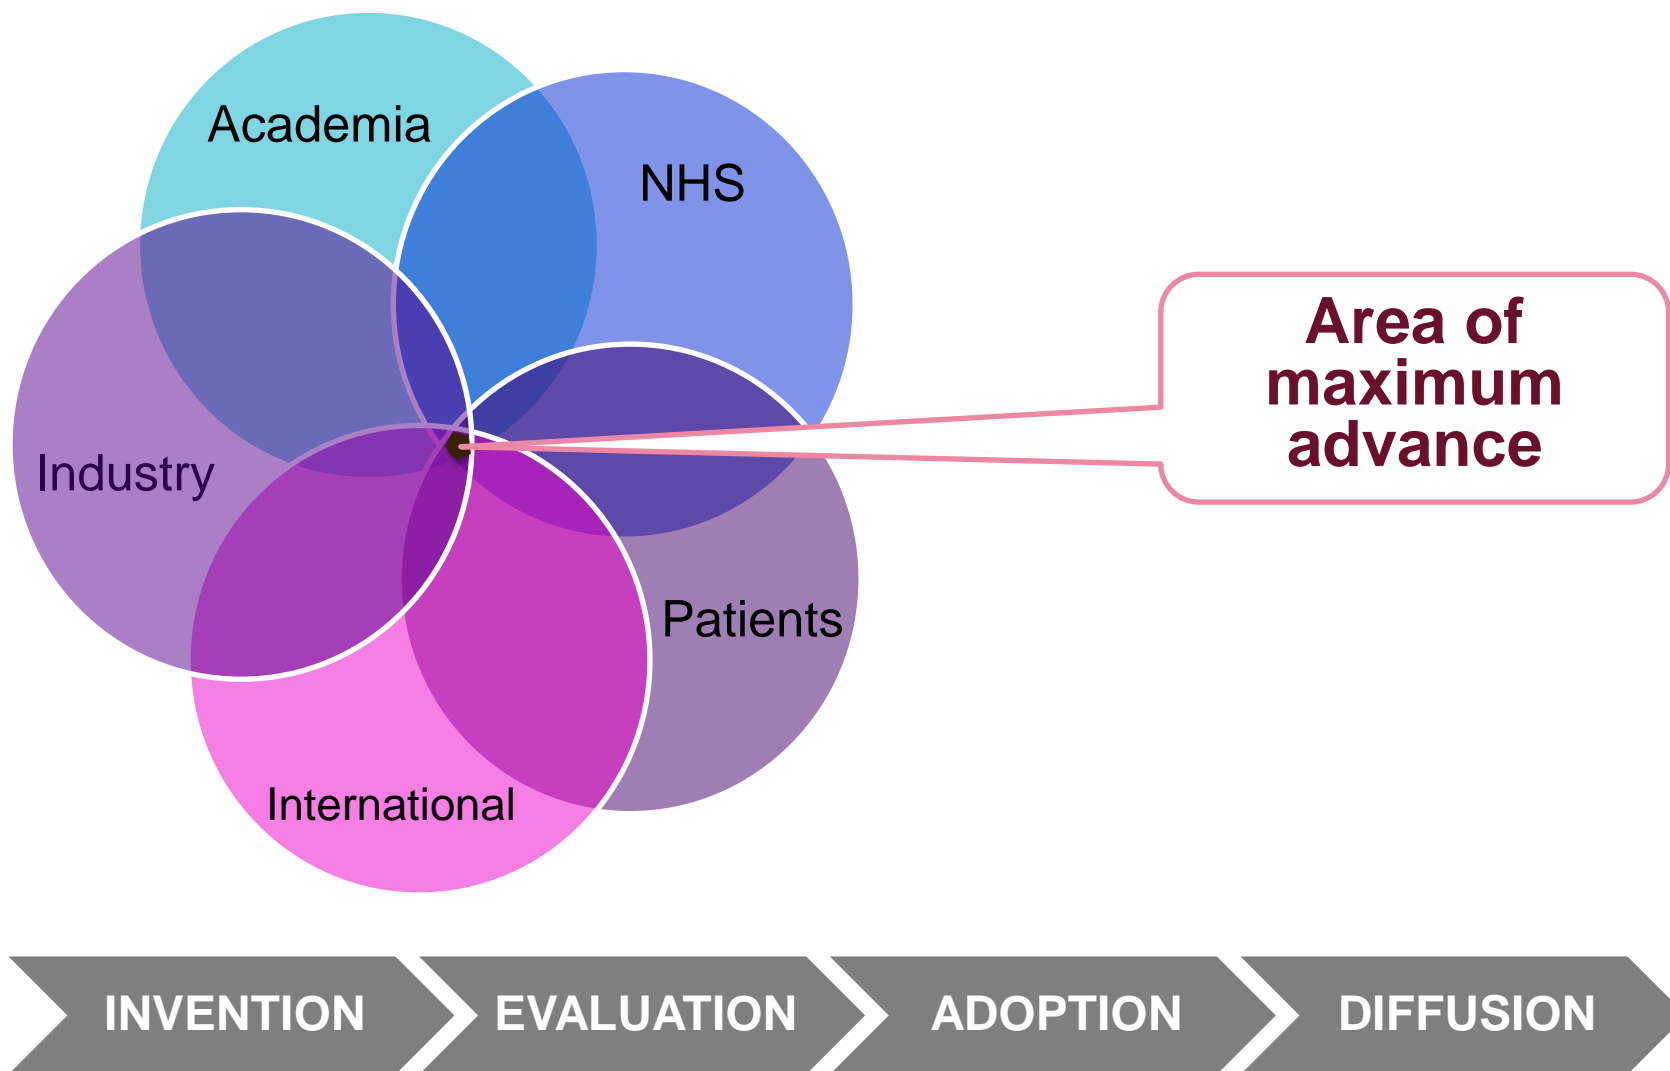 Academia
NHS
Area of
maximum
advance
Industry
Patients
International
INVENTION
EVALUATION
ADOPTION
DIFFUSION